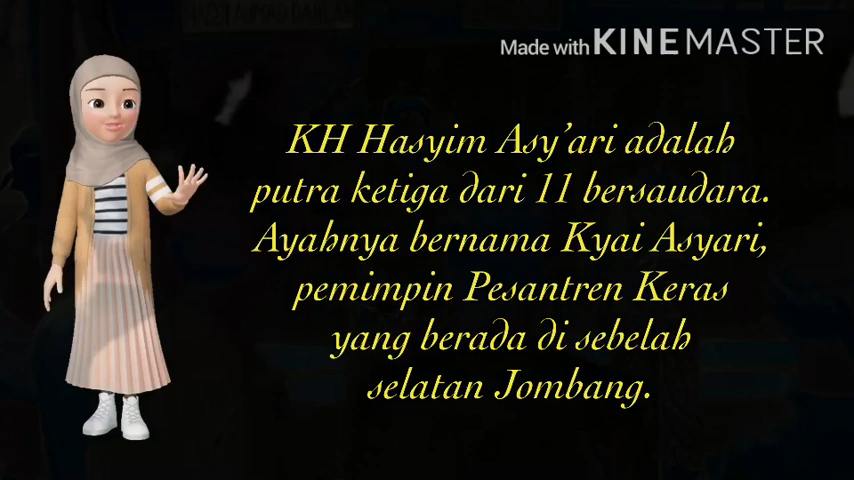 Made with KINEMASTER
KH Hasyim Asy'ari adalah
putra ketiga dari 11 bersaudara.
Ayahnya bernama Kyai Asyari,
pemimpin Pesantren Keras
yang berada di sebelah
selatan Jombang.